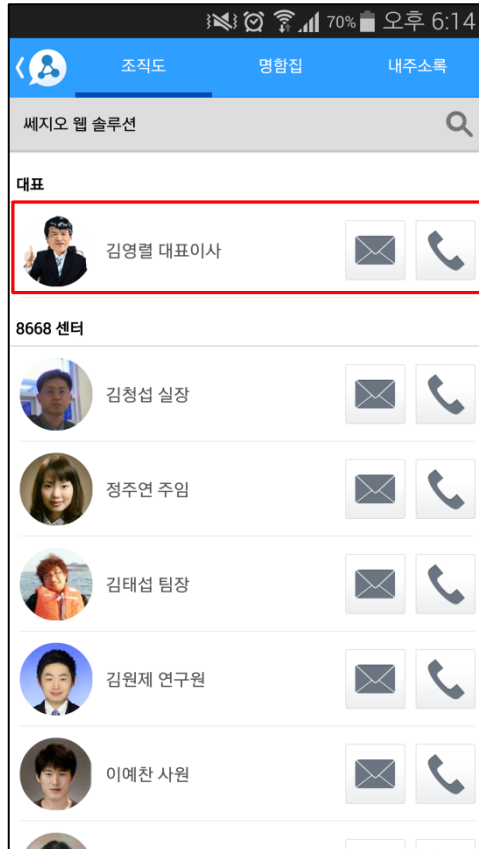 70% 오후 6:14
조직도 명함집 내주소록
쎄지오 웹 솔루션
대표
김영렬 대표이사
8668 센터
김청섭 실장
정주연 주임
김태섭 팀장
김원제 연구원
이예찬 사원